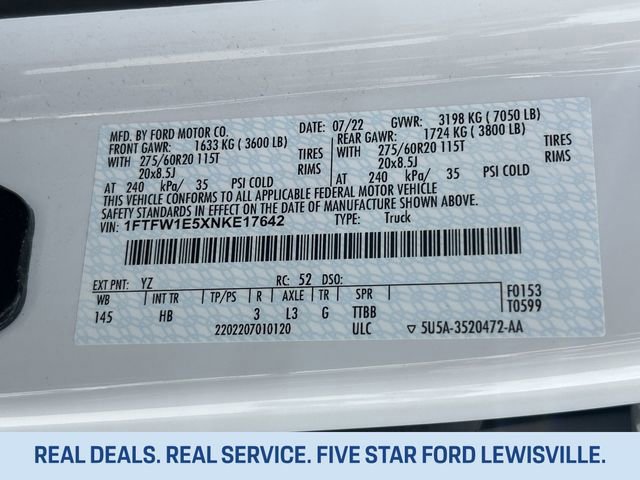 MFD. BY FORD MOTOR CO.
DATE: 07/22 GVWR: 3198 KG ( 7050 LB)
FRONT GAWR: 1633 KG ( 3600 LB)
REAR GAWR: 1724 KG ( 3800 LB)
WITH 275/60R20 115T TIRES
WITH 275/60R20 115T TIRES
20x8.5J RIMS
20x8.5J RIMS
AT 240 kPa/ 35 PSI COLD
AT 240 kPa/ 35 PSI COLD
THIS VEHICLE CONFORMS TO ALL APPLICABLE FEDERAL MOTOR VEHICLE
SAFETY STANDARDS IN EFFECT ON THE DATE OF MANUFACTURE SHOWN ABOVE
VIN: 1FTFW1E5XNKE17642 TYPE: Truck
EXT PNT: YZ RC: 52 DSO:
WB INT TR TP/PS R AXLE TR SPR F0153
145 HB 3 L3 G TTBB T0599
2202207010120 ULC ▽5U5A-3520472-AA
REAL DEALS. REAL SERVICE. FIVE STAR FORD LEWISVILLE.